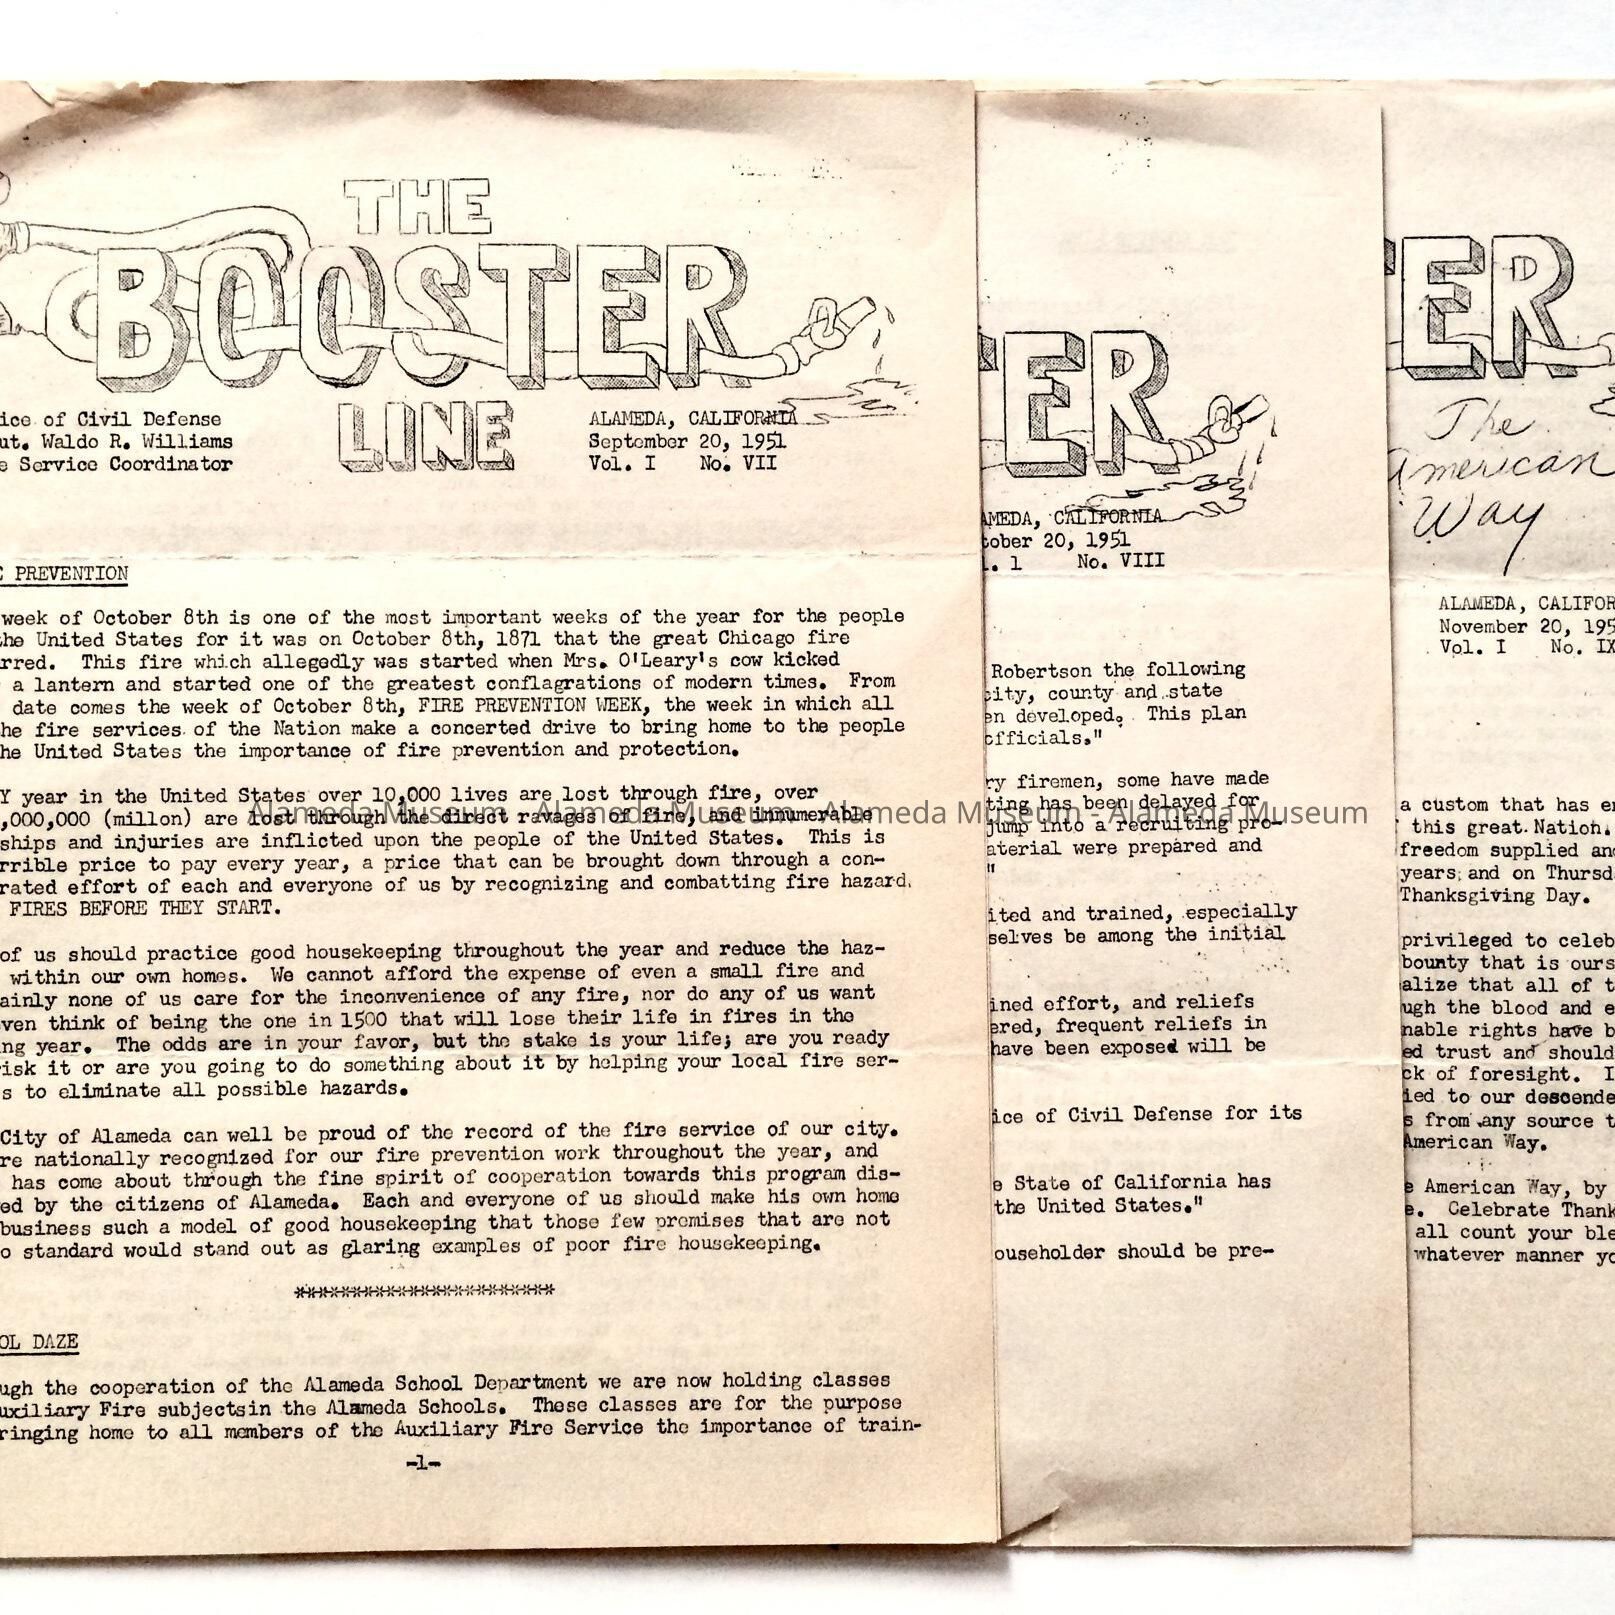 THE
BOOSTER
LINE
ice of Civil Defense
ut. Waldo R. Williams
e Service Coordinator
ALAMEDA, CALIFORNIA
September 20, 1951
Vol. I No. VII
PREVENTION
week of October 8th is one of the most important weeks of the year for the people
the United States for it was on October 8th, 1871 that the great Chicago fire
rred. This fire which allegedly was started when Mrs. O'Leary's cow kicked
a lantern and started one of the greatest conflagrations of modern times. From
date comes the week of October 8th, FIRE PREVENTION WEEK, the week in which all
he fire services of the Nation make a concerted drive to bring home to the people
he United States the importance of fire prevention and protection.
Y year in the United States over 10,000 lives are lost through fire, over
,000,000 (millon) are lost through the direct ravages of fire, and innumerable
ships and injuries are inflicted upon the people of the United States. This is
rrible price to pay every year, a price that can be brought down through a con-
rated effort of each and everyone of us by recognizing and combatting fire hazard.
FIRES BEFORE THEY START.
of us should practice good housekeeping throughout the year and reduce the haz-
within our own homes. We cannot afford the expense of even a small fire and
ainly none of us care for the inconvenience of any fire, nor do any of us want
ven think of being the one in 1500 that will lose their life in fires in the
ng year. The odds are in your favor, but the stake is your life; are you ready
risk it or are you going to do something about it by helping your local fire ser-
s to eliminate all possible hazards.
City of Alameda can well be proud of the record of the fire service of our city.
re nationally recognized for our fire prevention work throughout the year, and
has come about through the fine spirit of cooperation towards this program dis-
ed by the citizens of Alameda. Each and everyone of us should make his own home
business such a model of good housekeeping that those few premises that are not
o standard would stand out as glaring examples of poor fire housekeeping.
************************
OL DAZE
ugh the cooperation of the Alameda School Department we are now holding classes
uxiliary Fire subjectsin the Alameda Schools. These classes are for the purpose
ringing home to all members of the Auxiliary Fire Service the importance of train-
-1-
TER
AMEDA, CALIFORNIA
tober 20, 1951
l. 1 No. VIII
Robertson the following
city, county and state
en developed. This plan
officials."
ry firemen, some have made
ting has been delayed for
jump into a recruiting pro-
aterial were prepared and
"
ited and trained, especially
selves be among the initial
ined effort, and reliefs
ered, frequent reliefs in
have been exposed will be
ice of Civil Defense for its
e State of California has
the United States."
ouseholder should be pre-
TER
The
American
Way
ALAMEDA, CALIFOR
November 20, 195
Vol. I No. IX
a custom that has e
this great Nation.
freedom supplied an
years, and on Thursd
Thanksgiving Day.
privileged to celeb
bounty that is ours
alize that all of t
ugh the blood and e
nable rights have b
ed trust and should
ck of foresight. I
ied to our descende
s from any source t
American Way.
e American Way, by
e. Celebrate Thank
all count your ble
whatever manner yo
Alameda Museum - Alameda Museum - Alameda Museum - Alameda Museum